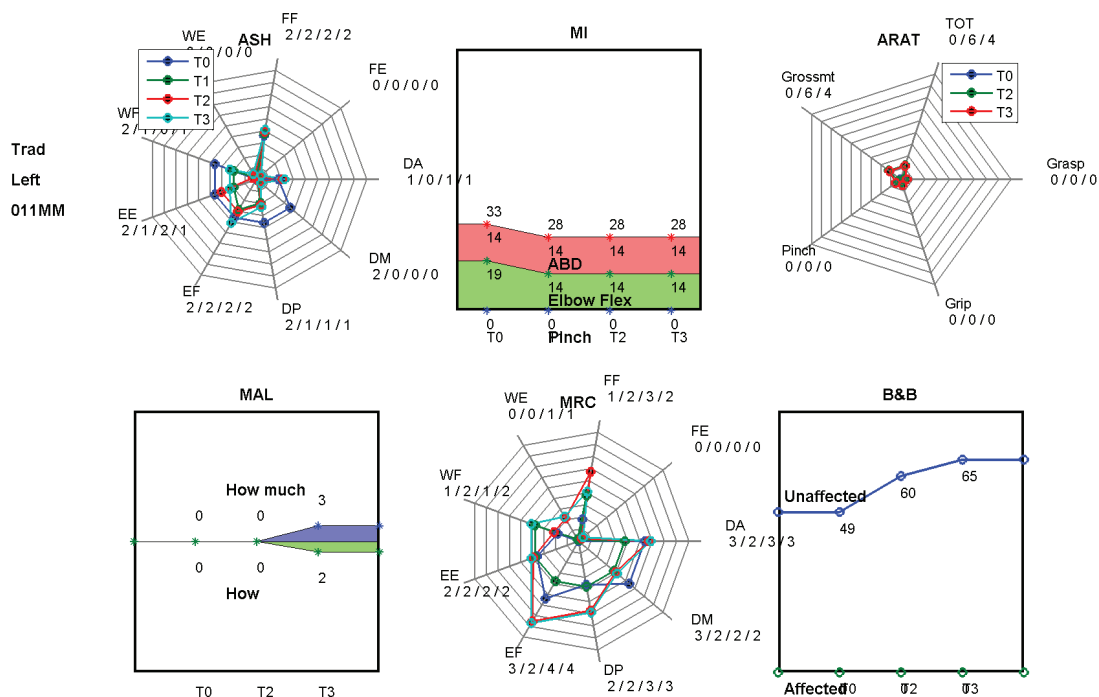 Trad
Left
011MM
ASH
FF
2 / 2 / 2 / 2
FE
0 / 0 / 0 / 0
DA
1 / 0 / 1 / 1
DM
2 / 0 / 0 / 0
DP
2 / 1 / 1 / 1
EF
2 / 2 / 2 / 2
EE
2 / 1 / 2 / 1
WE
T0
T1
T2
T3
MI
33
28
28
28
14
14
14
14
ABD
19
14
14
14
Elbow Flex
0
0
0
0
Pinch
T0
T2
T3
ARAT
TOT
0 / 6 / 4
Grossmt
0 / 6 / 4
T0
T2
T3
Grasp
0 / 0 / 0
Pinch
0 / 0 / 0
Grip
0 / 0 / 0
MAL
How much
0
0
3
0
0
2
How
T0
T2
T3
MRC
FF
1 / 2 / 3 / 2
WE
0 / 0 / 1 / 1
FE
0 / 0 / 0 / 0
WF
1 / 2 / 1 / 2
DA
3 / 2 / 3 / 3
EE
2 / 2 / 2 / 2
DM
3 / 2 / 2 / 2
EF
3 / 2 / 4 / 4
DP
2 / 2 / 3 / 3
B&B
Unaffected
49
60
65
Affected
0
T0
0
T2
0
T3